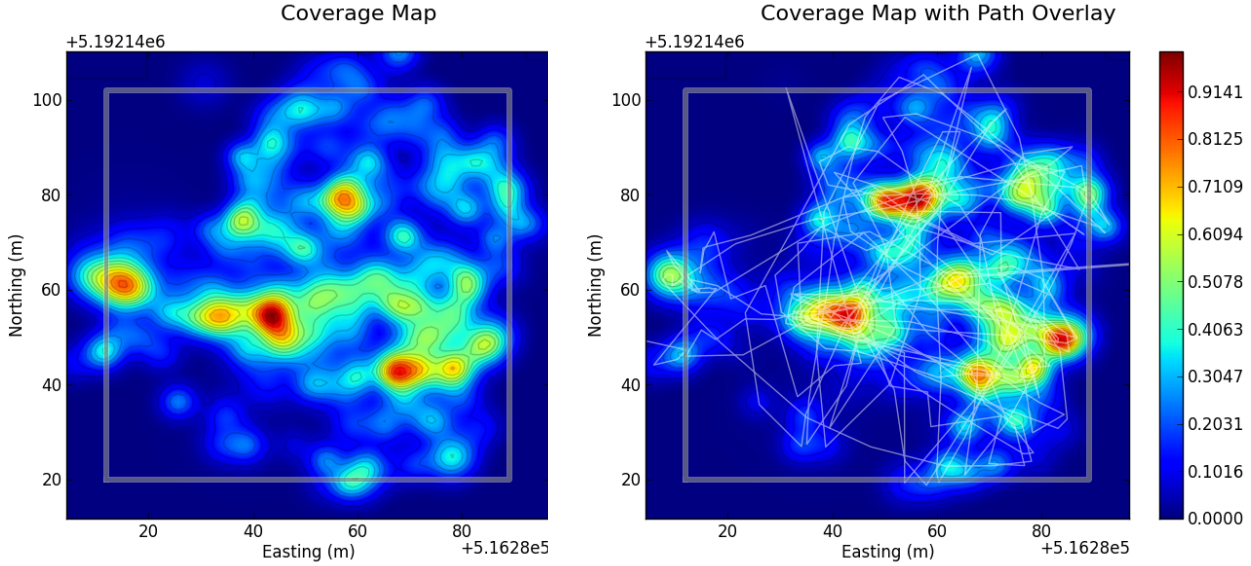 Coverage Map
Coverage Map with Path Overlay
+5.19214e6
+5.19214e6
100
80
60
40
20
Northing (m)
20
40
60
80
Easting (m)
+5.1628e5
100
80
60
40
20
Northing (m)
20
40
60
80
Easting (m)
+5.1628e5
0.9141
0.8125
0.7109
0.6094
0.5078
0.4063
0.3047
0.2031
0.1016
0.0000